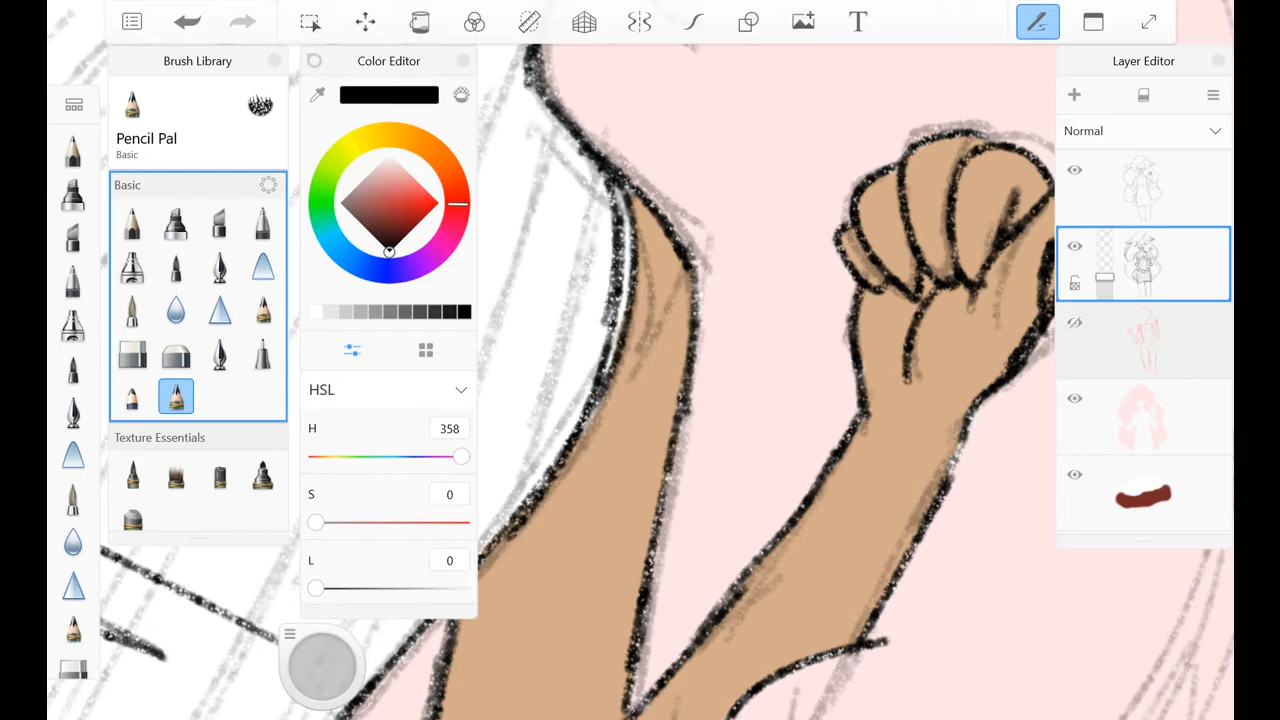 T
Brush Library
Color Editor
Layer Editor
Pencil Pal
Basic
Normal
Basic
HSL
H 358
Texture Essentials
S 0
L 0